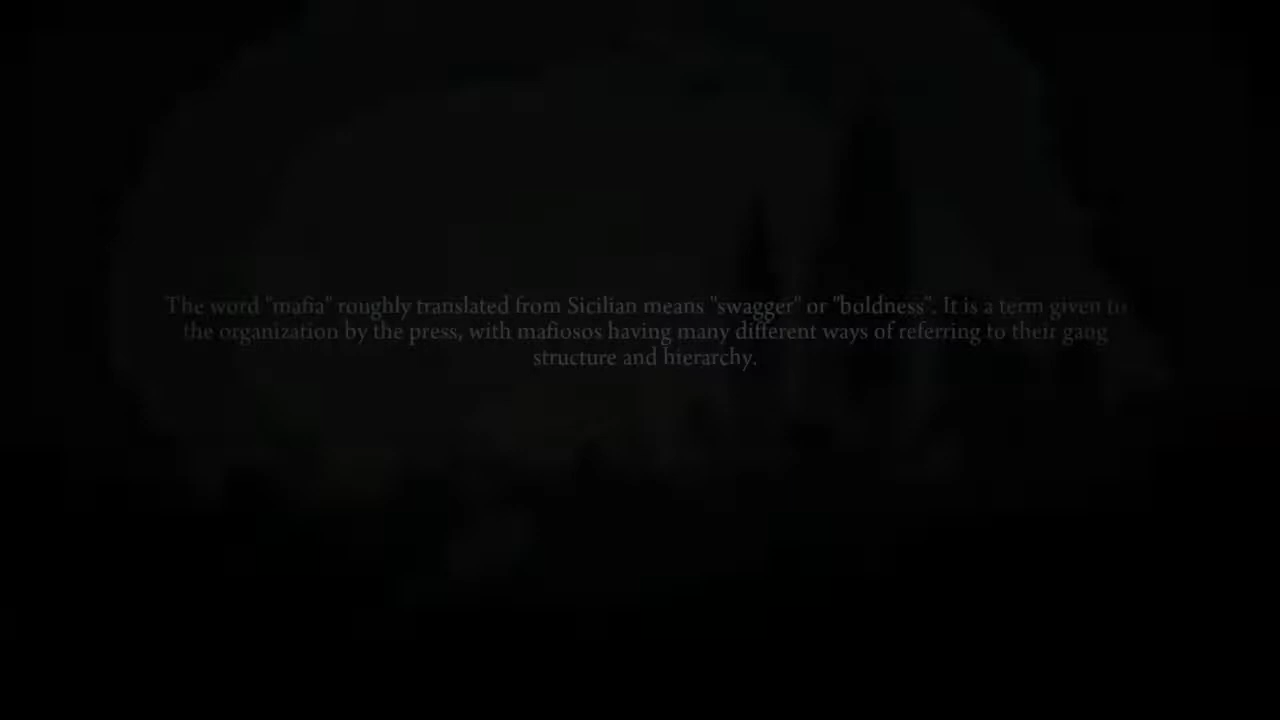 The word "mafia" roughly translated from Sicilian means "swagger" or "boldness". It is a term given to
the organization by the press, with mafiosos having many different ways of referring to their gang
structure and hierarchy.